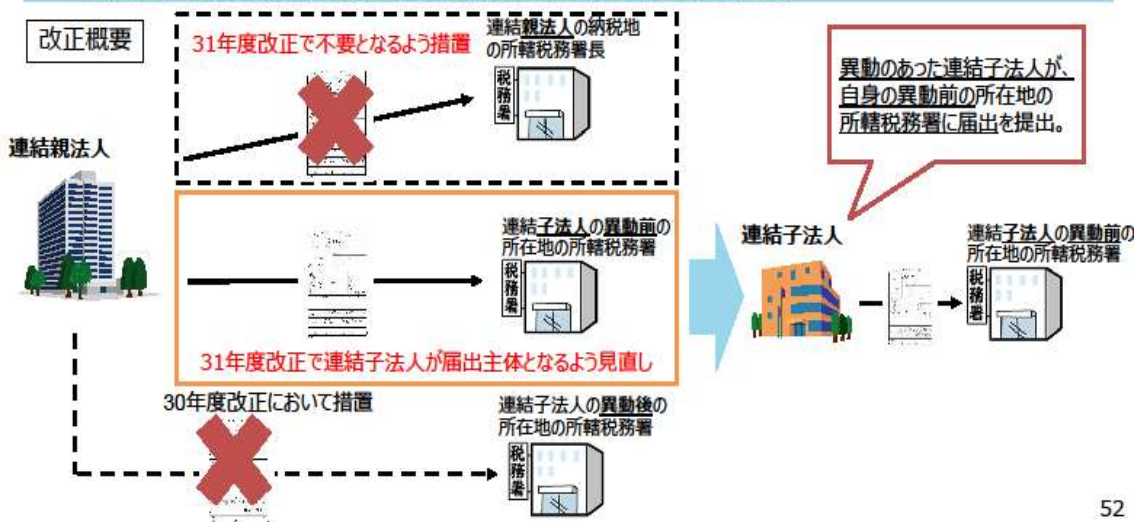 改正概要
31年度改正で不要となるよう措置
連結親法人の納税地
の所轄税務署長
税務署
異動のあった連結子法人が、
自身の異動前の所在地の
所轄税務署に届出を提出。
連結親法人
連結子法人の異動前の
所在地の所轄税務署
税務署
31年度改正で連結子法人が届出主体となるよう見直し
連結子法人
連結子法人の異動前の
所在地の所轄税務署
税務署
30年度改正において措置
連結子法人の異動後の
所在地の所轄税務署
税務署
52